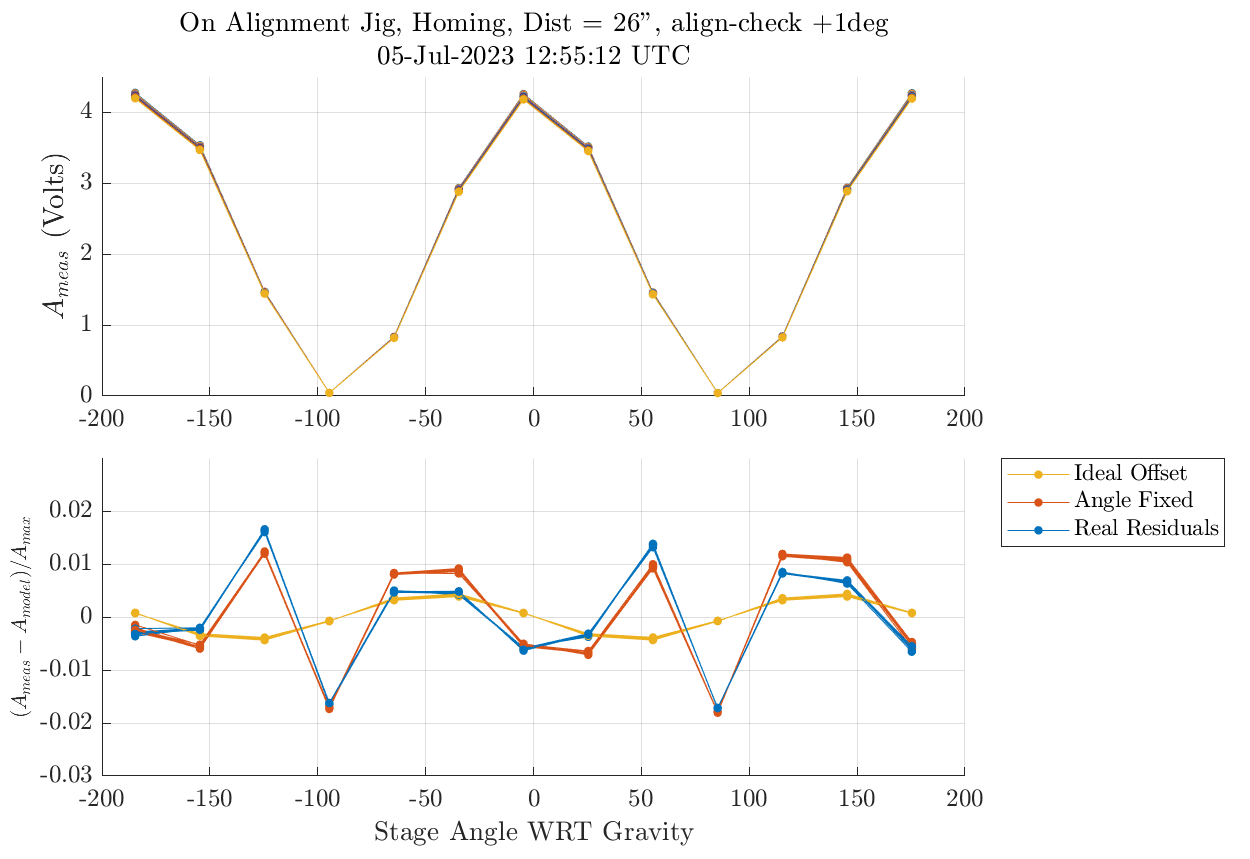 On Alignment Jig, Homing, Dist = 26”, align-check +1deg
05-Jul-2023 12:55:12 UTC
A_{meas} (Volts)
4
3
2
1
0
-200 -150 -100 -50 0 50 100 150 200
(A_{meas} − A_{model})/A_{max}
0.02
0.01
0
-0.01
-0.02
-0.03
-200 -150 -100 -50 0 50 100 150 200
Stage Angle WRT Gravity
Ideal Offset
Angle Fixed
Real Residuals